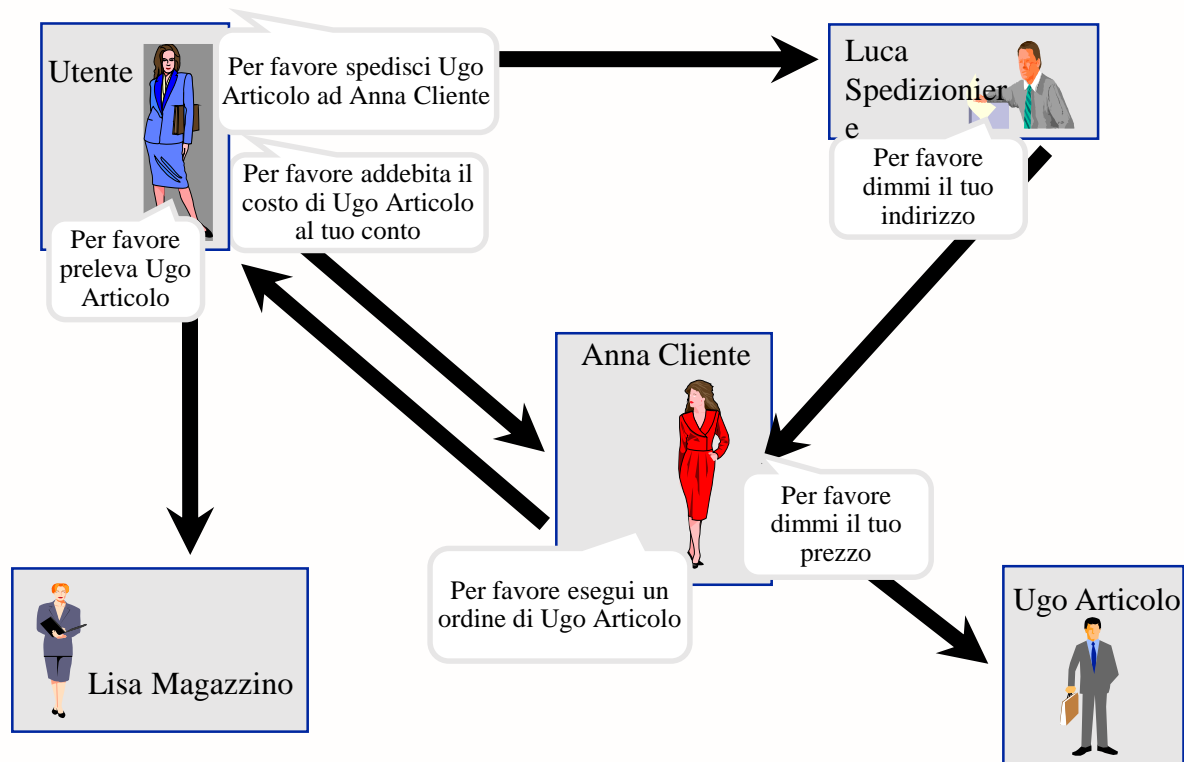 Utente
Per favore spedisci Ugo
Articolo ad Anna Cliente
Luca
Spedizionier
e
Per favore addebita il
costo di Ugo Articolo
al tuo conto
Per favore
dimmi il tuo
indirizzo
Per favore
preleva Ugo
Articolo
Anna Cliente
Per favore
dimmi il tuo
prezzo
Per favore esegui un
ordine di Ugo Articolo
Ugo Articolo
Lisa Magazzino